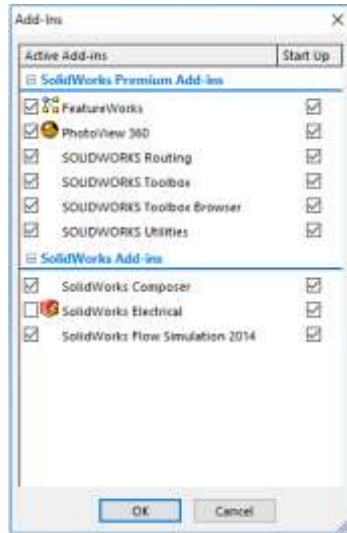 Add-Ins
Active Add-ins Start Up
SolidWorks Premium Add-ins
FeatureWorks
PhotoView 360
SOLIDWORKS Routing
SOLIDWORKS Toolbox
SOLIDWORKS Toolbox Browser
SOLIDWORKS Utilities
SolidWorks Add-ins
SolidWorks Composer
SolidWorks Electrical
SolidWorks Flow Simulation 2014
OK Cancel